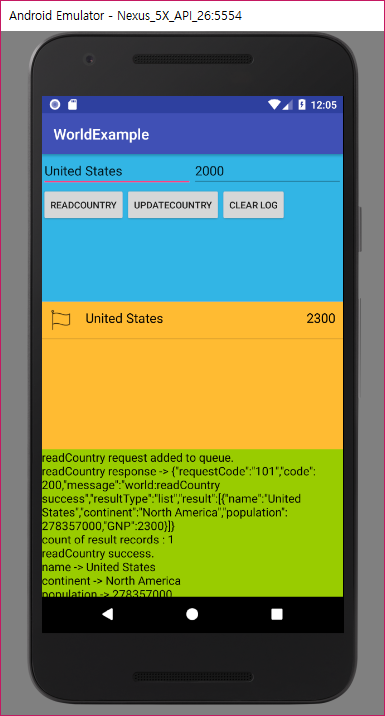 Android Emulator - Nexus_5X_API_26:5554
12:05
WorldExample
United States 2000
READCOUNTRY UPDATECOUNTRY CLEAR LOG
United States 2300
readCountry request added to queue.
readCountry response -> {"requestCode":"101","code":
200,"message":"world:readCountry
success","resultType":"list","result":[{"name":"United
States","continent":"North America","population":
278357000,"GNP":2300}]}
count of result records : 1
readCountry success.
name -> United States
continent -> North America
population -> 278357000